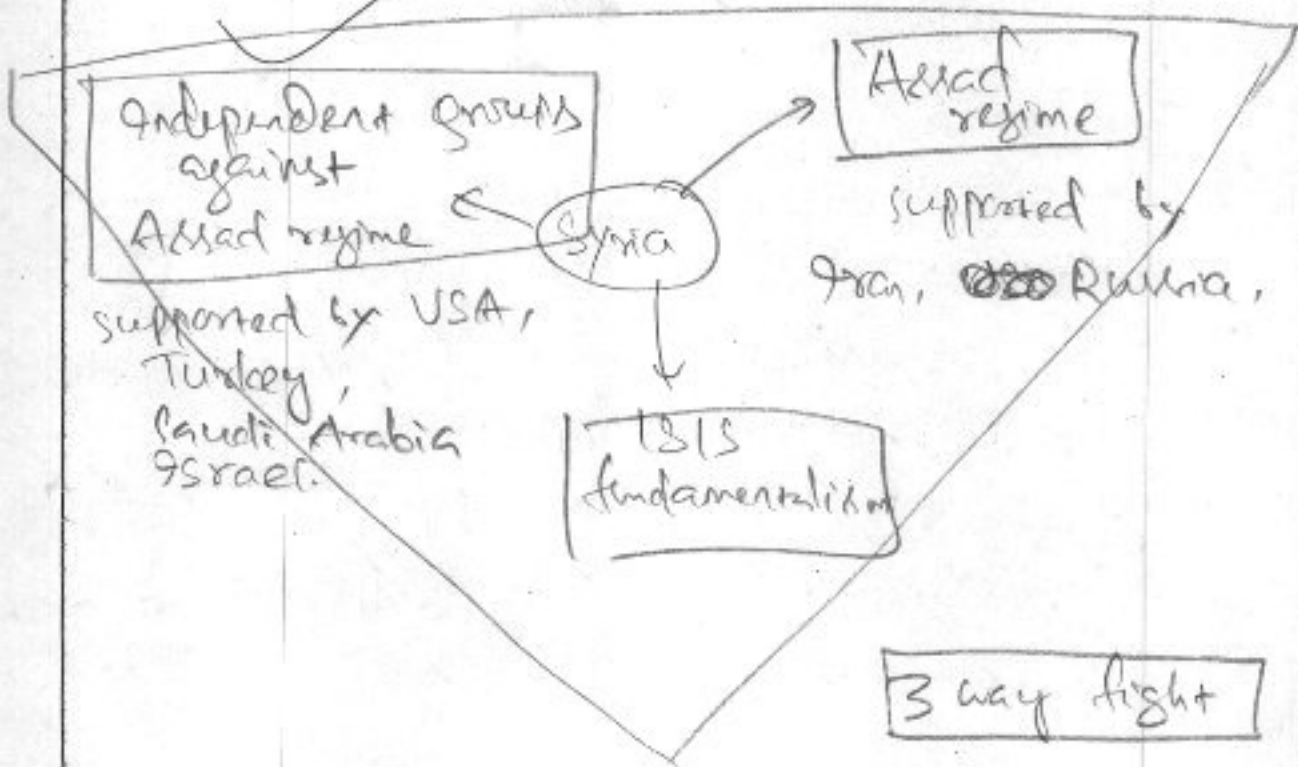 Independent groups
against
Assad regime
supported by USA,
Turkey,
Saudi Arabia
Israel.
Syria
Assad
regime
supported by
Iran, Russia,
ISIS
fundamentalism
3 way fight